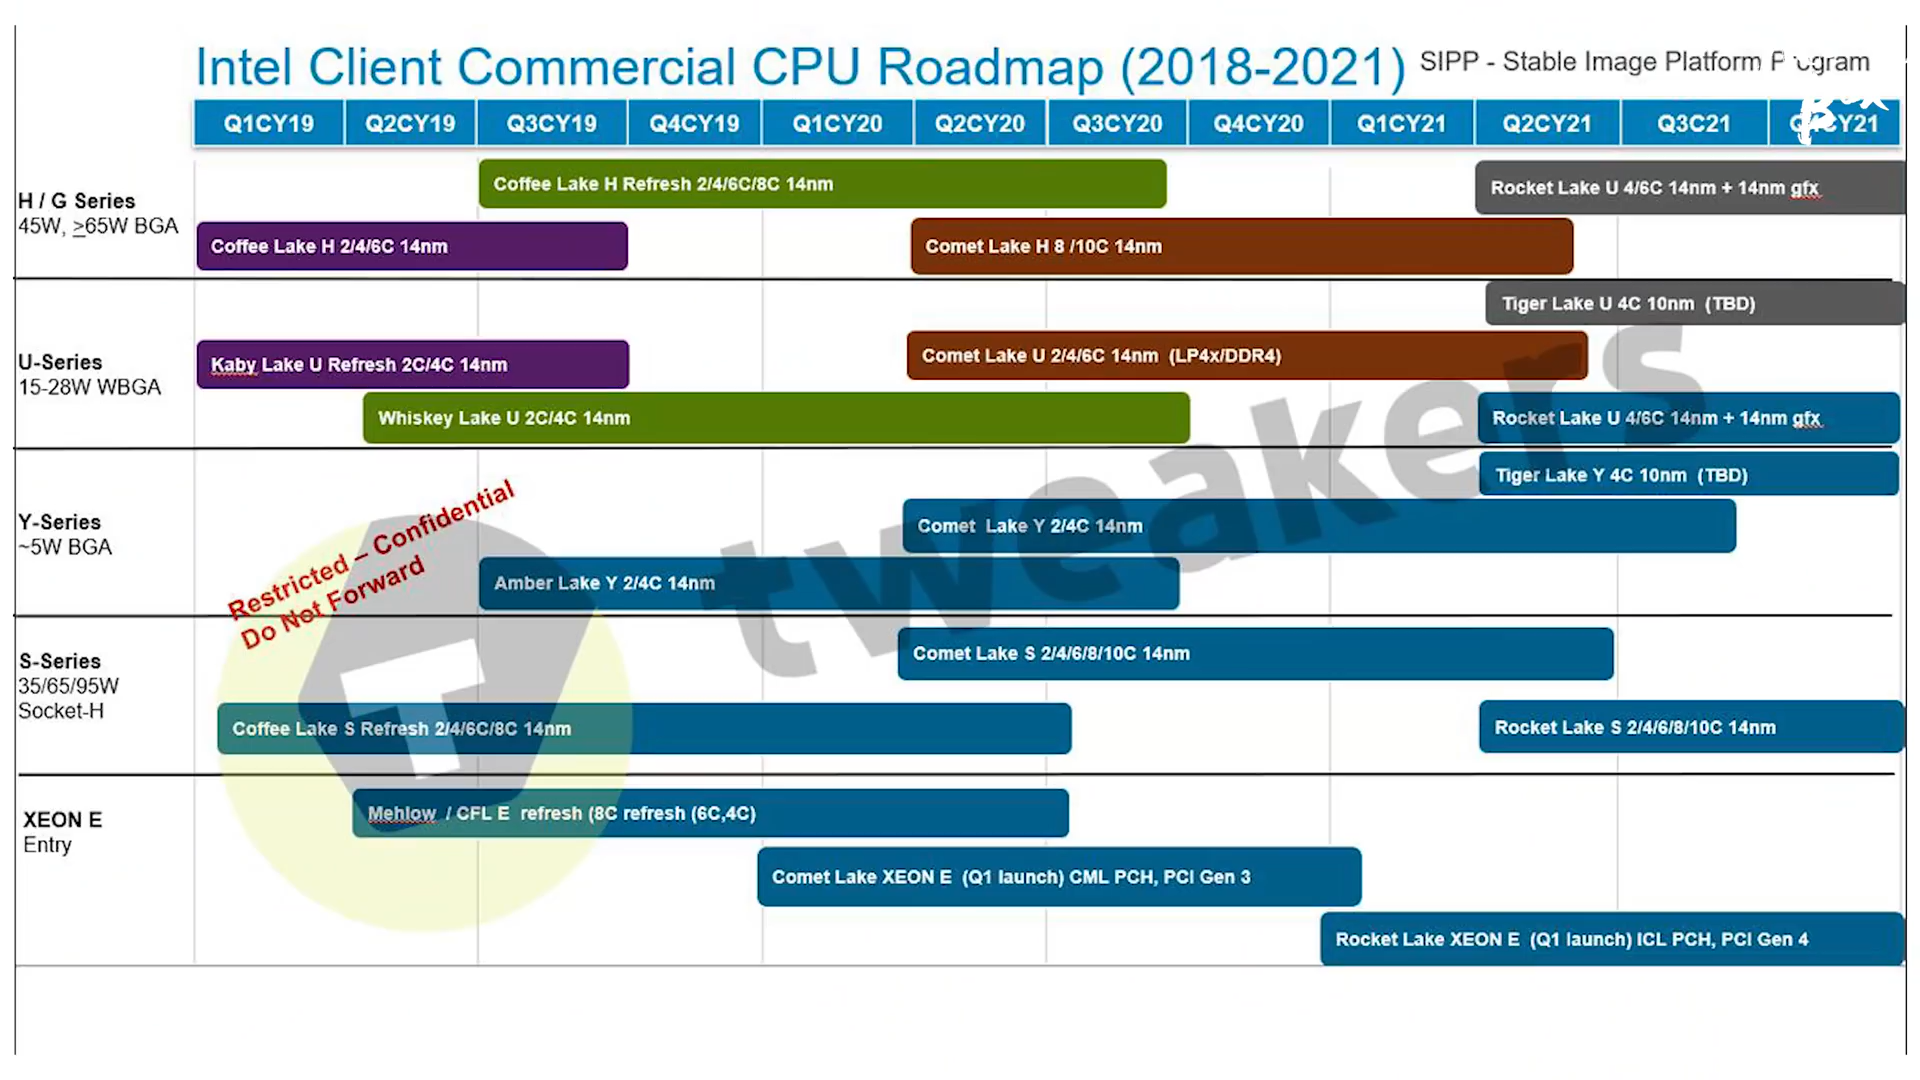 Intel Client Commercial CPU Roadmap (2018-2021) SIPP - Stable Image Platform Program
Q1CY19 Q2CY19 Q3CY19 Q4CY19 Q1CY20 Q2CY20 Q3CY20 Q4CY20 Q1CY21 Q2CY21 Q3C21
H / G Series
45W, ≥65W BGA
Coffee Lake H Refresh 2/4/6C/8C 14nm
Rocket Lake U 4/6C 14nm + 14nm gfx
Coffee Lake H 2/4/6C 14nm
Comet Lake H 8 /10C 14nm
U-Series
15-28W WBGA
Tiger Lake U 4C 10nm (TBD)
Kaby Lake U Refresh 2C/4C 14nm
Comet Lake U 2/4/6C 14nm (LP4x/DDR4)
Whiskey Lake U 2C/4C 14nm
Rocket Lake U 4/6C 14nm + 14nm gfx
Y-Series
~5W BGA
Tiger Lake Y 4C 10nm (TBD)
Comet Lake Y 2/4C 14nm
Amber Lake Y 2/4C 14nm
Restricted – Confidential
Do Not Forward
tweakers
S-Series
35/65/95W
Socket-H
Comet Lake S 2/4/6/8/10C 14nm
Coffee Lake S Refresh 2/4/6C/8C 14nm
Rocket Lake S 2/4/6/8/10C 14nm
XEON E
Entry
Mehlow / CFL E refresh (8C refresh (6C,4C)
Comet Lake XEON E (Q1 launch) CML PCH, PCI Gen 3
Rocket Lake XEON E (Q1 launch) ICL PCH, PCI Gen 4